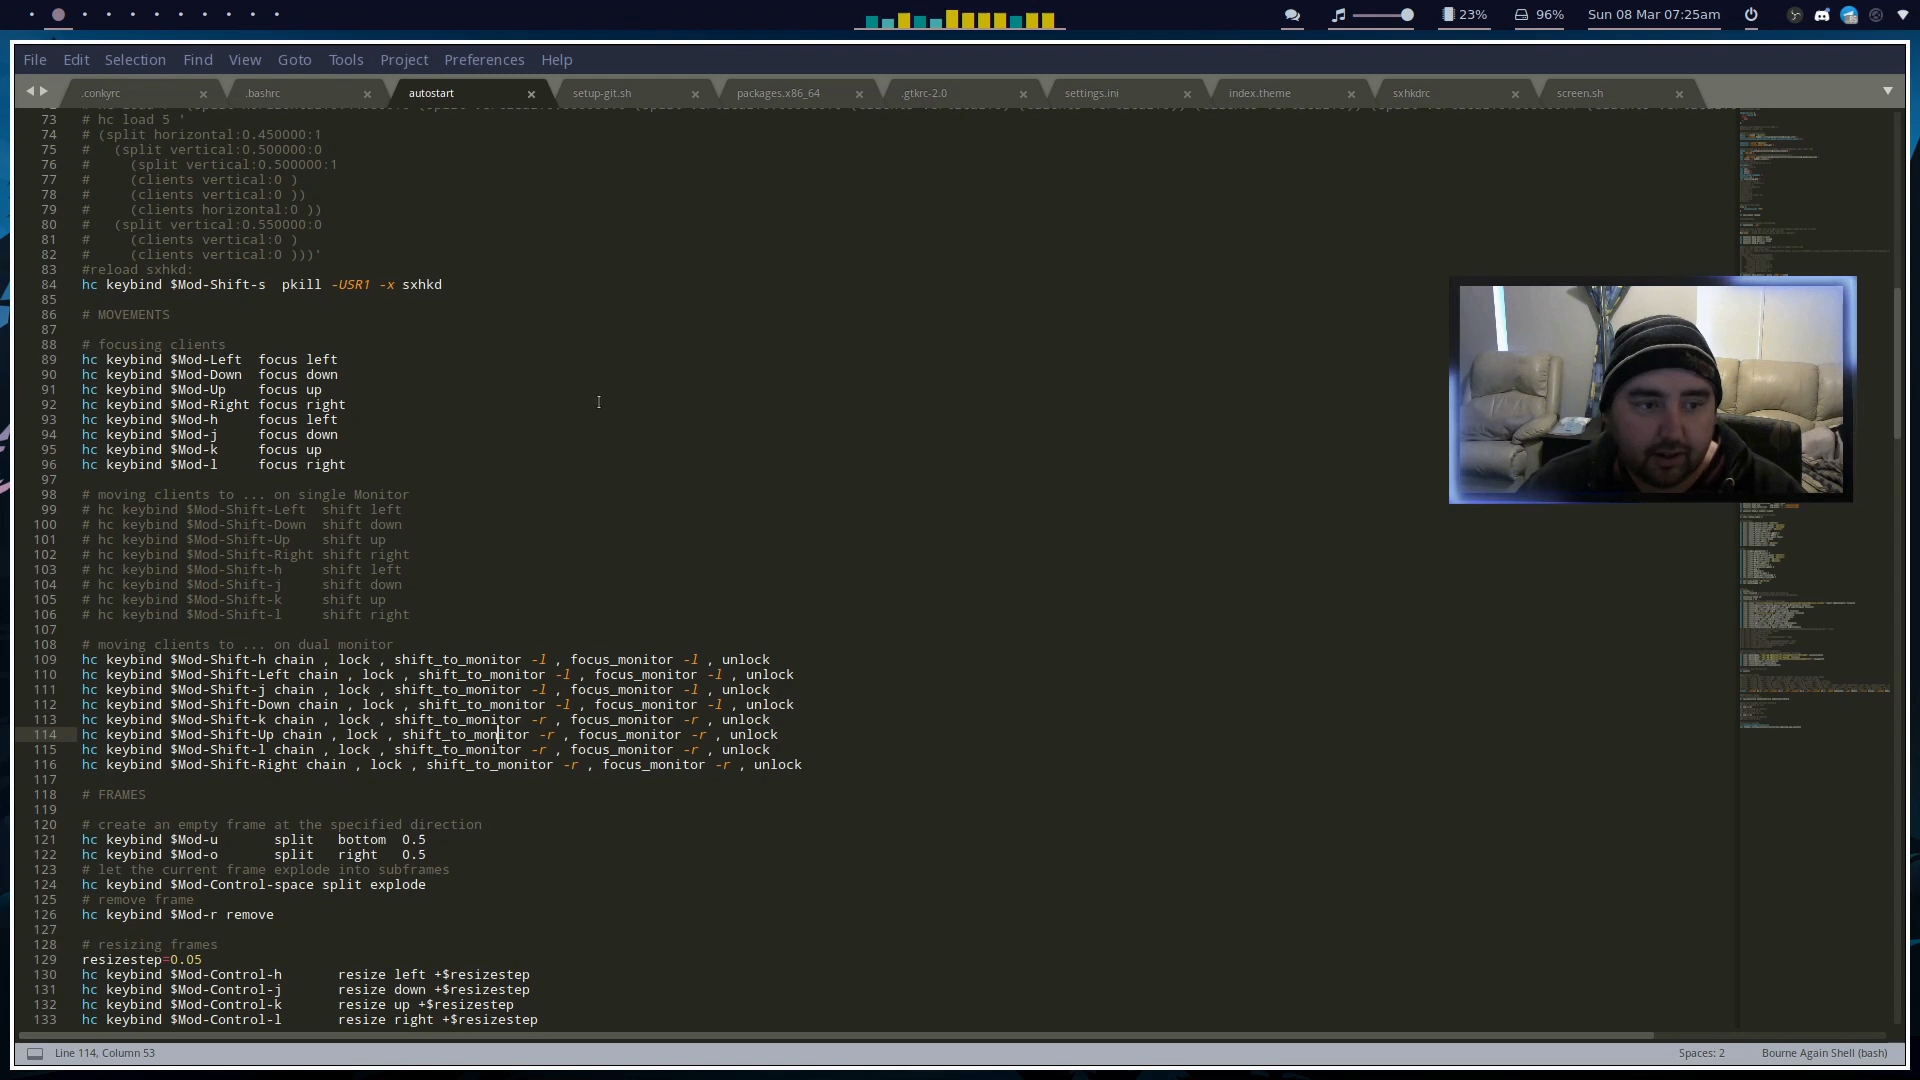 23%
96%
Sun 08 Mar 07:25am
File Edit Selection Find View Goto Tools Project Preferences Help
.conkyrc
.bashrc
autostart
setup-git.sh
packages.x86_64
.gtkrc-2.0
settings.ini
index.theme
sxhkdrc
screen.sh
73 # hc load 5 '
74 # (split horizontal:0.450000:1
75 #   (split vertical:0.500000:0
76 #     (split vertical:0.500000:1
77 #     (clients vertical:0 )
78 #     (clients vertical:0 ))
79 #     (clients horizontal:0 ))
80 #   (split vertical:0.550000:0
81 #     (clients vertical:0 )
82 #     (clients vertical:0 )))'
83 #reload sxhkd:
84 hc keybind $Mod-Shift-s  pkill -USR1 -x sxhkd
85
86 # MOVEMENTS
87
88 # focusing clients
89 hc keybind $Mod-Left  focus left
90 hc keybind $Mod-Down  focus down
91 hc keybind $Mod-Up    focus up
92 hc keybind $Mod-Right focus right
93 hc keybind $Mod-h     focus left
94 hc keybind $Mod-j     focus down
95 hc keybind $Mod-k     focus up
96 hc keybind $Mod-l     focus right
97
98 # moving clients to ... on single Monitor
99 # hc keybind $Mod-Shift-Left  shift left
100 # hc keybind $Mod-Shift-Down  shift down
101 # hc keybind $Mod-Shift-Up    shift up
102 # hc keybind $Mod-Shift-Right shift right
103 # hc keybind $Mod-Shift-h     shift left
104 # hc keybind $Mod-Shift-j     shift down
105 # hc keybind $Mod-Shift-k     shift up
106 # hc keybind $Mod-Shift-l     shift right
107
108 # moving clients to ... on dual monitor
109 hc keybind $Mod-Shift-h chain , lock , shift_to_monitor -l , focus_monitor -l , unlock
110 hc keybind $Mod-Shift-Left chain , lock , shift_to_monitor -l , focus_monitor -l , unlock
111 hc keybind $Mod-Shift-j chain , lock , shift_to_monitor -l , focus_monitor -l , unlock
112 hc keybind $Mod-Shift-Down chain , lock , shift_to_monitor -l , focus_monitor -l , unlock
113 hc keybind $Mod-Shift-k chain , lock , shift_to_monitor -r , focus_monitor -r , unlock
114 hc keybind $Mod-Shift-Up chain , lock , shift_to_monitor -r , focus_monitor -r , unlock
115 hc keybind $Mod-Shift-l chain , lock , shift_to_monitor -r , focus_monitor -r , unlock
116 hc keybind $Mod-Shift-Right chain , lock , shift_to_monitor -r , focus_monitor -r , unlock
117
118 # FRAMES
119
120 # create an empty frame at the specified direction
121 hc keybind $Mod-u       split   bottom  0.5
122 hc keybind $Mod-o       split   right   0.5
123 # let the current frame explode into subframes
124 hc keybind $Mod-Control-space split explode
125 # remove frame
126 hc keybind $Mod-r remove
127
128 # resizing frames
129 resizestep=0.05
130 hc keybind $Mod-Control-h       resize left +$resizestep
131 hc keybind $Mod-Control-j       resize down +$resizestep
132 hc keybind $Mod-Control-k       resize up +$resizestep
133 hc keybind $Mod-Control-l       resize right +$resizestep
Line 114, Column 53
Spaces: 2
Bourne Again Shell (bash)